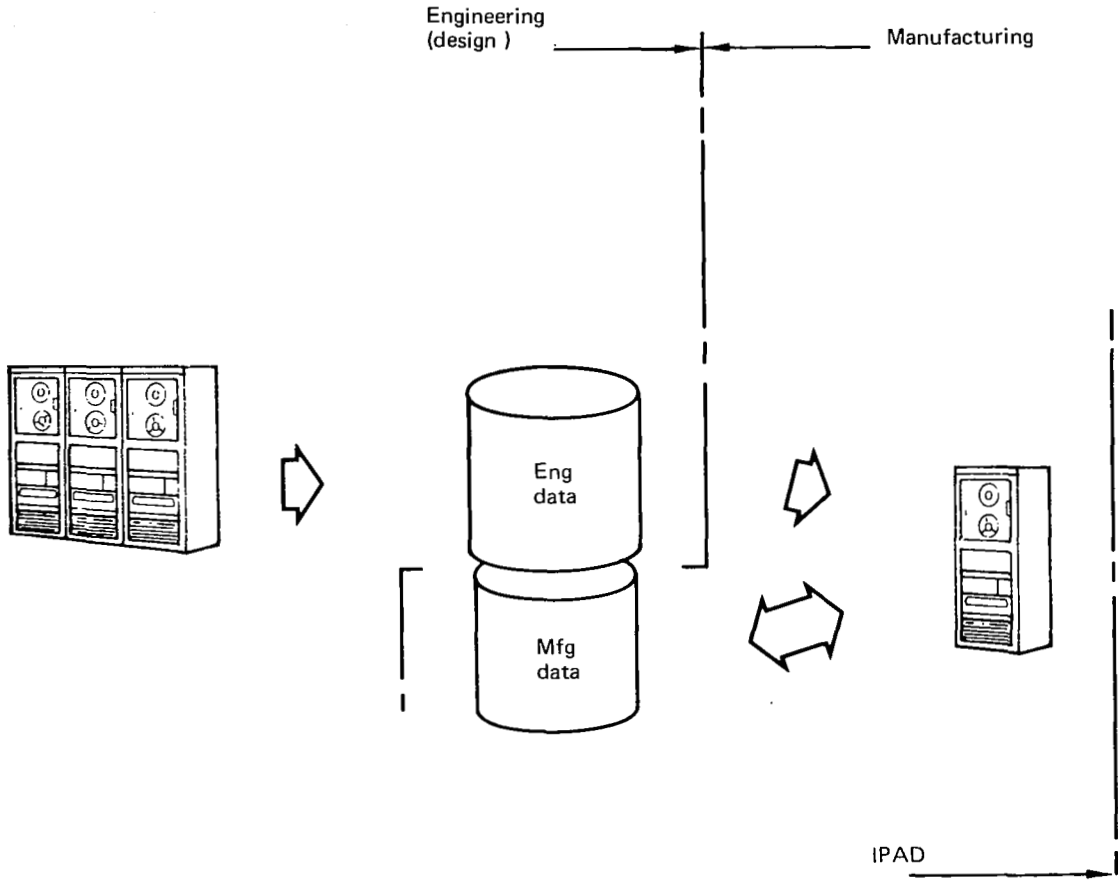 Engineering
(design )
Manufacturing
Eng
data
Mfg
data
IPAD